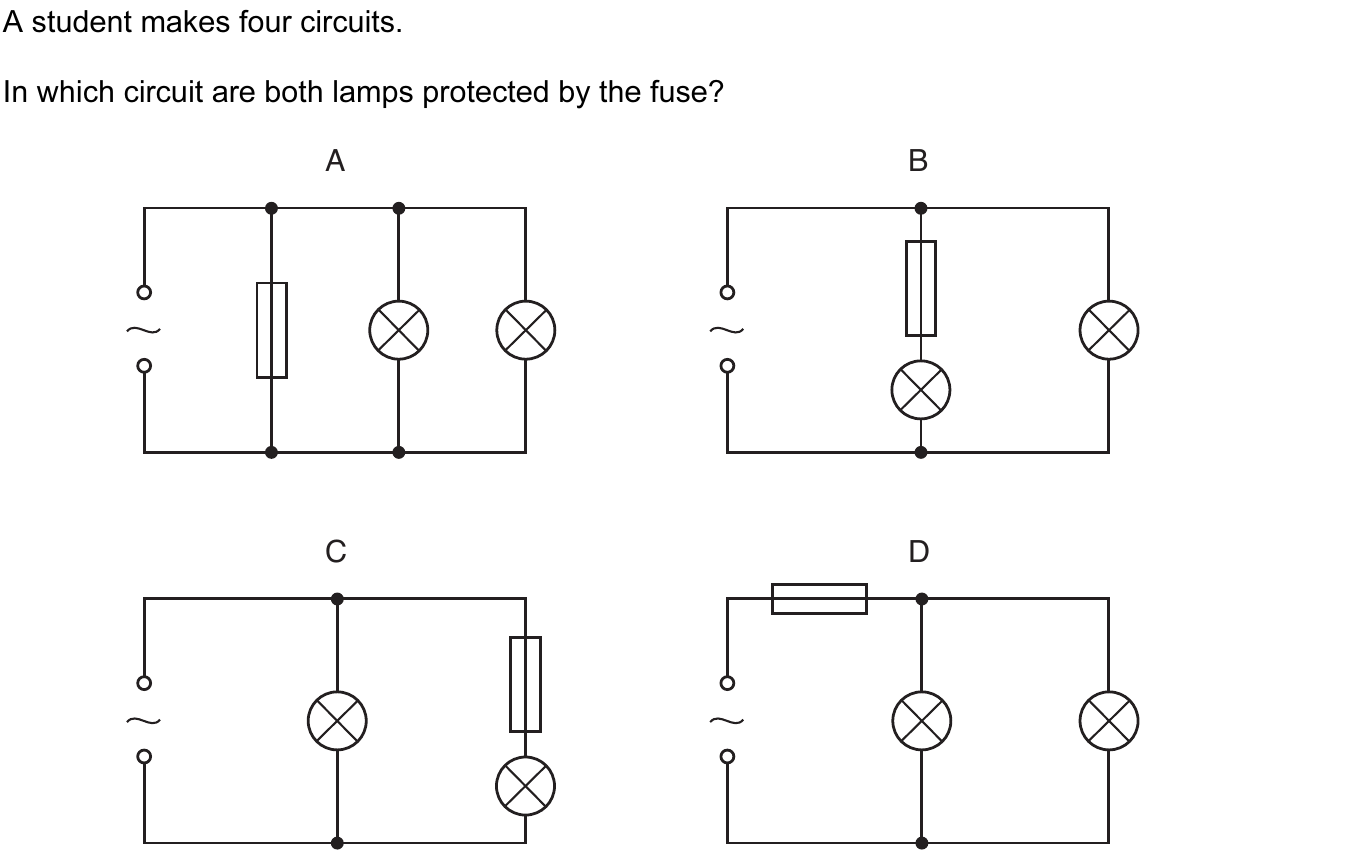 A student makes four circuits.
In which circuit are both lamps protected by the fuse?
A
B
C
D